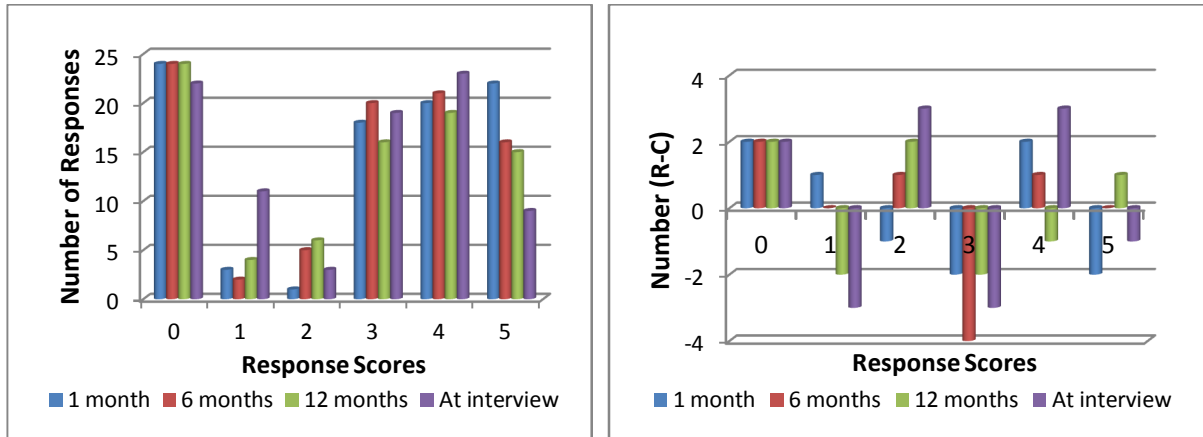 Number of Responses
25
20
15
10
5
0
0 1 2 3 4 5
Response Scores
1 month 6 months 12 months At interview
Number (R-C)
4
2
0
-2
-4
0 1 2 3 4 5
Response Scores
1 month 6 months 12 months At interview